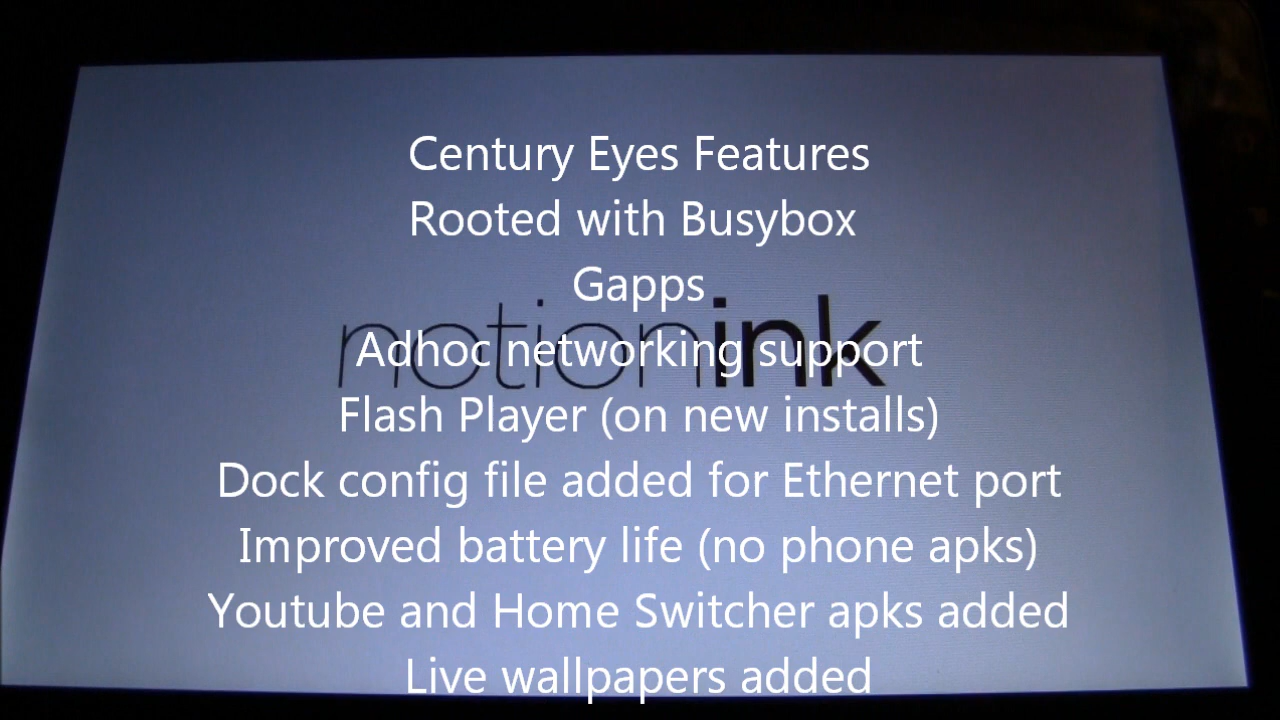 Century Eyes Features
Rooted with Busybox
Gapps
notionink
Adhoc networking support
Flash Player (on new installs)
Dock config file added for Ethernet port
Improved battery life (no phone apks)
Youtube and Home Switcher apks added
Live wallpapers added